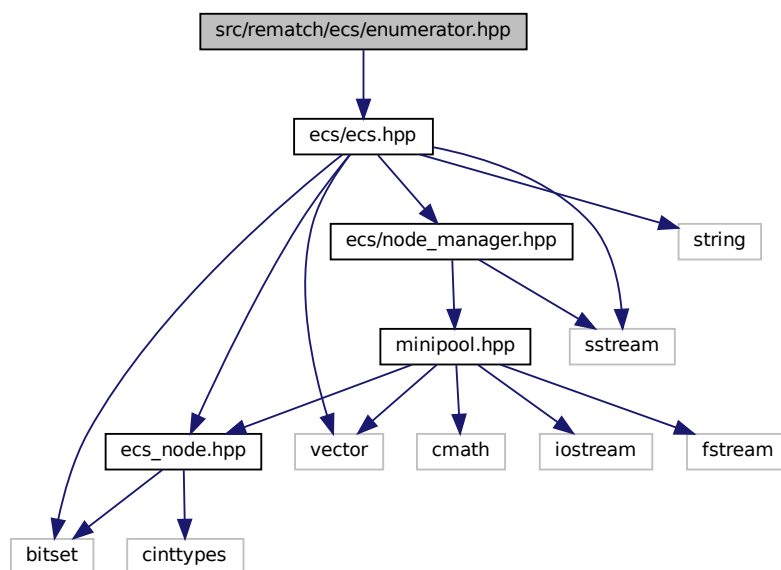 src/rematch/ecs/enumerator.hpp
ecs/ecs.hpp
ecs/node_manager.hpp
string
minipool.hpp
sstream
ecs_node.hpp
vector
cmath
iostream
fstream
bitset
cinttypes